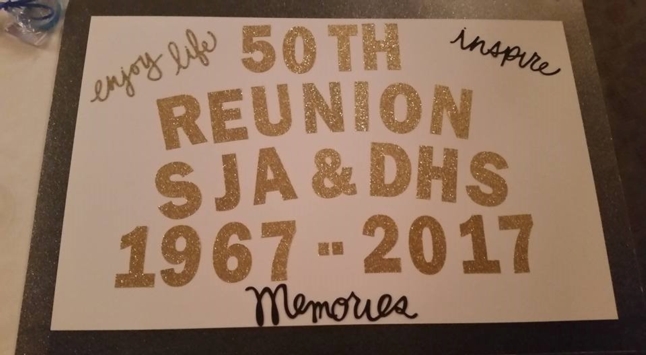 enjoy life
50TH
inspire
REUNION
SJA & DHS
1967 -- 2017
Memories